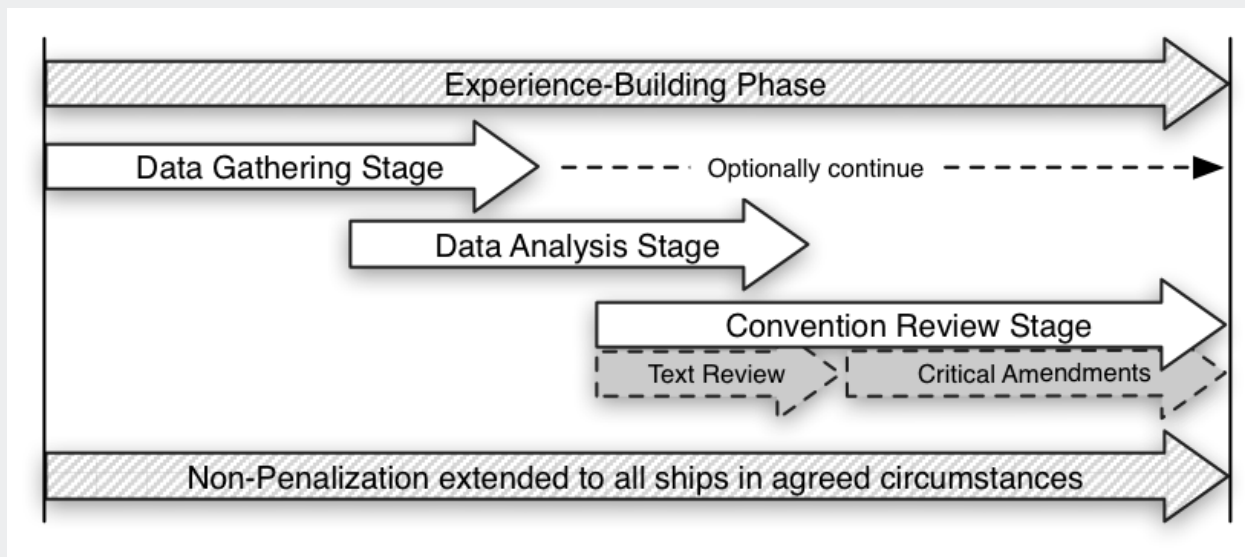 Experience-Building Phase
Data Gathering Stage
Optionally continue
Data Analysis Stage
Convention Review Stage
Text Review
Critical Amendments
Non-Penalization extended to all ships in agreed circumstances